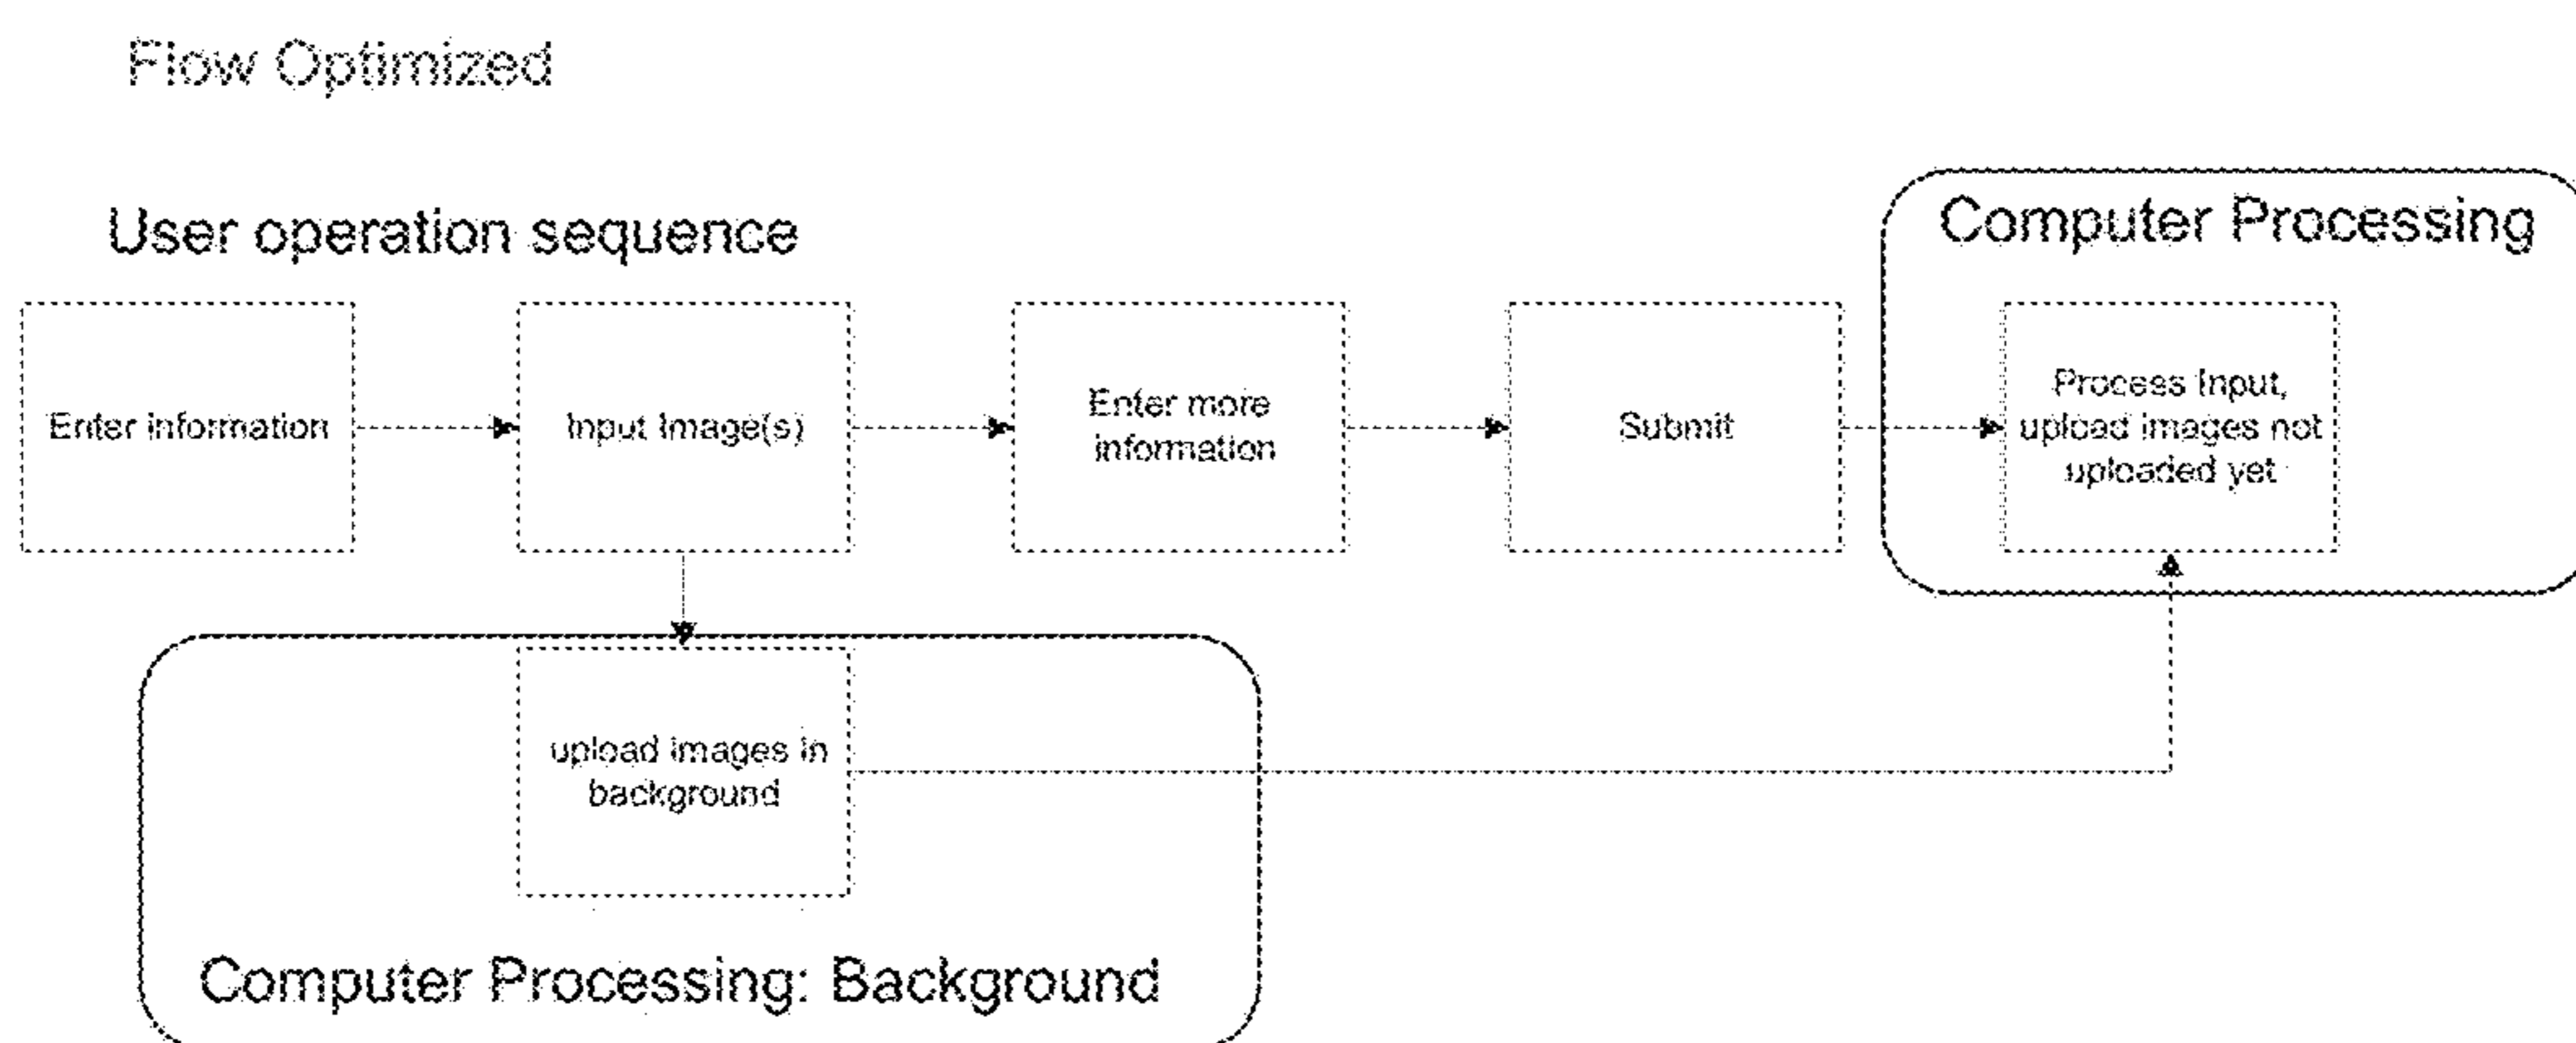 Flow Optimized
User operation sequence
Computer Processing
Enter information
Input Image(s)
Enter more
information
Submit
Process Input,
upload images not
uploaded yet
upload images in
background
Computer Processing: Background